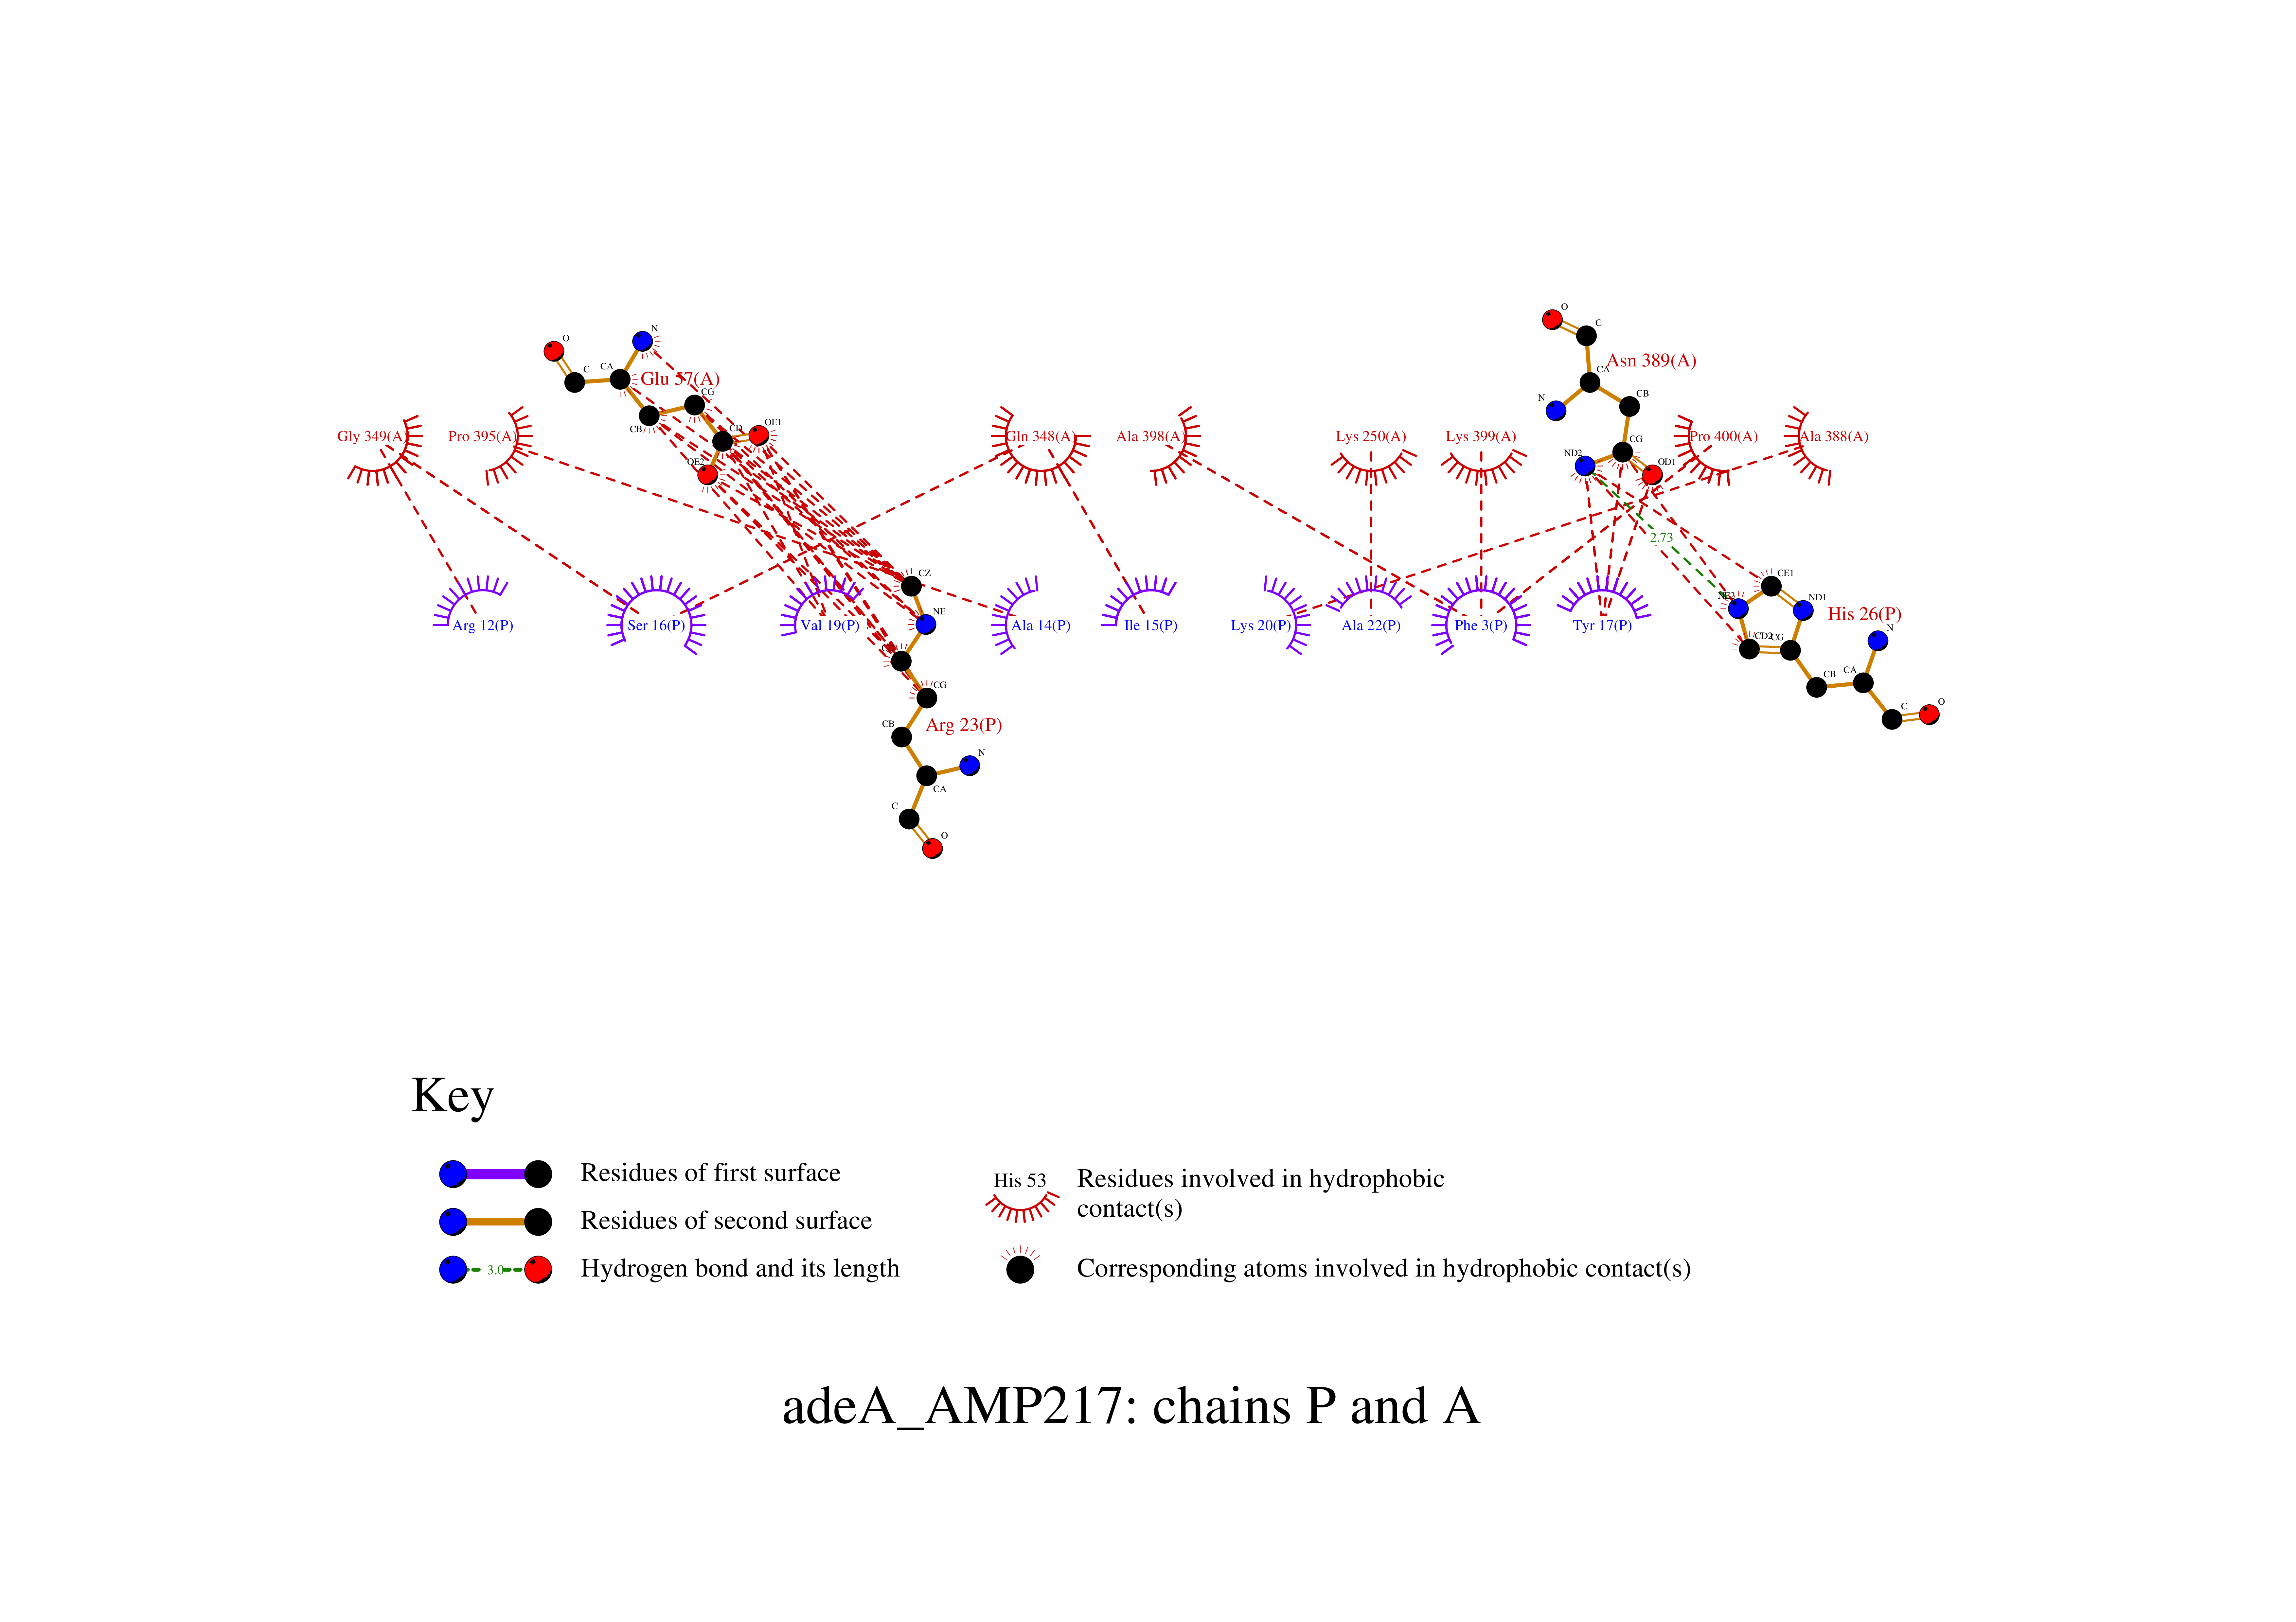 O
C
Asn 389(A)
CA
CB
N
O
N
C
CA
Glu 57(A)
CG
CB
CD
OE1
OE2
CG
ND2
OD1
Gly 349(A)
Pro 395(A)
Gln 348(A)
Ala 398(A)
Lys 250(A)
Lys 399(A)
Pro 400(A)
Ala 388(A)
2.73
CZ
NE
CG
CB
Arg 23(P)
N
CA
C
O
CE1
NE2
ND1
His 26(P)
CD2
CG
N
CB
CA
C
O
Arg 12(P)
Ser 16(P)
Val 19(P)
Ala 14(P)
Ile 15(P)
Lys 20(P)
Ala 22(P)
Phe 3(P)
Tyr 17(P)
Key
Residues of first surface
Residues of second surface
3.0
Hydrogen bond and its length
His 53
Residues involved in hydrophobic
contact(s)
Corresponding atoms involved in hydrophobic contact(s)
adeA_AMP217: chains P and A